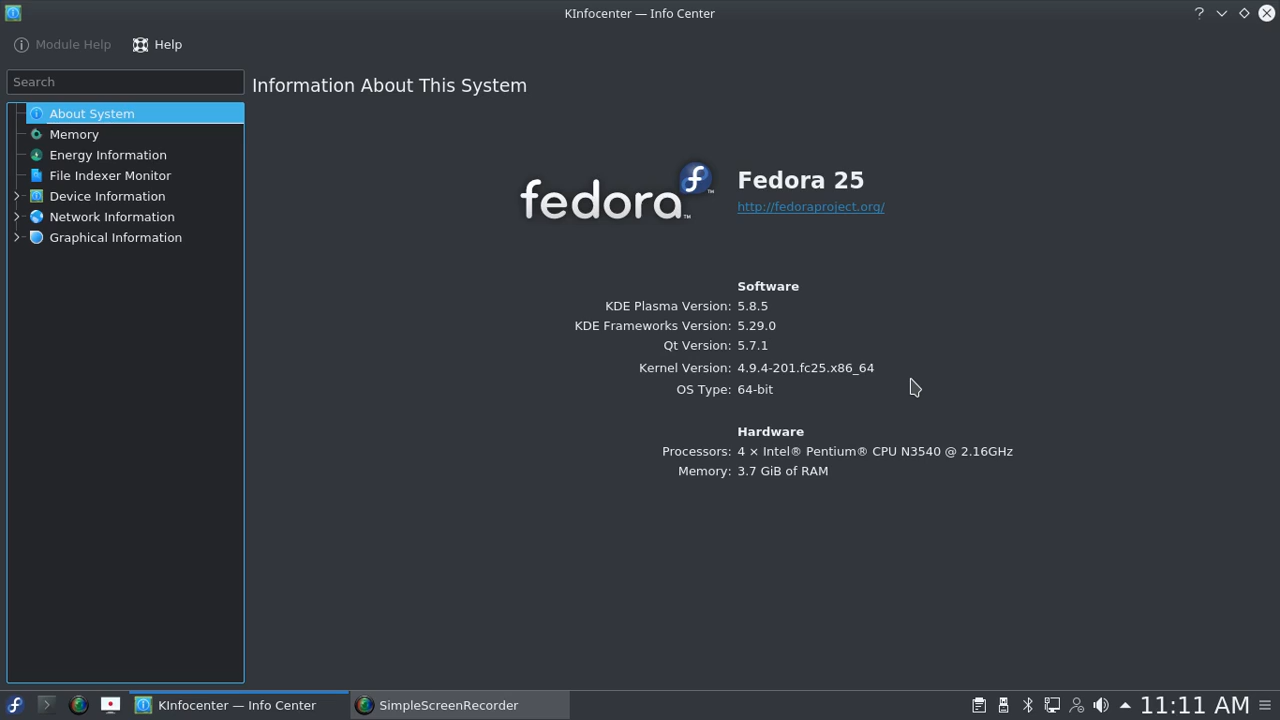 KInfocenter — Info Center
Module Help
Help
Search
Information About This System
About System
Memory
Energy Information
File Indexer Monitor
Device Information
Network Information
Graphical Information
fedora™
Fedora 25
http://fedoraproject.org/
Software
KDE Plasma Version: 5.8.5
KDE Frameworks Version: 5.29.0
Qt Version: 5.7.1
Kernel Version: 4.9.4-201.fc25.x86_64
OS Type: 64-bit
Hardware
Processors: 4 × Intel® Pentium® CPU N3540 @ 2.16GHz
Memory: 3.7 GiB of RAM
KInfocenter — Info Center
SimpleScreenRecorder
11:11 AM